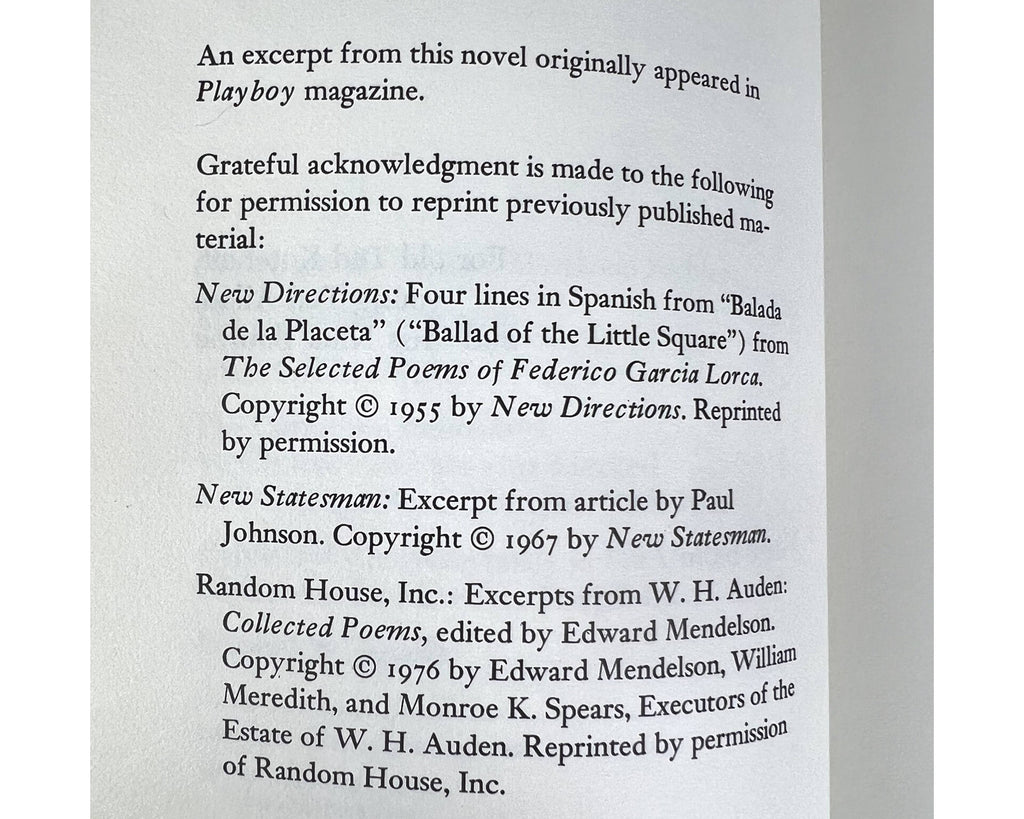 An excerpt from this novel originally appeared in
Playboy magazine.
Grateful acknowledgment is made to the following
for permission to reprint previously published ma-
terial:
New Directions: Four lines in Spanish from “Balada
de la Placeta” (“Ballad of the Little Square”) from
The Selected Poems of Federico Garcia Lorca.
Copyright © 1955 by New Directions. Reprinted
by permission.
New Statesman: Excerpt from article by Paul
Johnson. Copyright © 1967 by New Statesman.
Random House, Inc.: Excerpts from W. H. Auden:
Collected Poems, edited by Edward Mendelson.
Copyright © 1976 by Edward Mendelson, William
Meredith, and Monroe K. Spears, Executors of the
Estate of W. H. Auden. Reprinted by permission
of Random House, Inc.